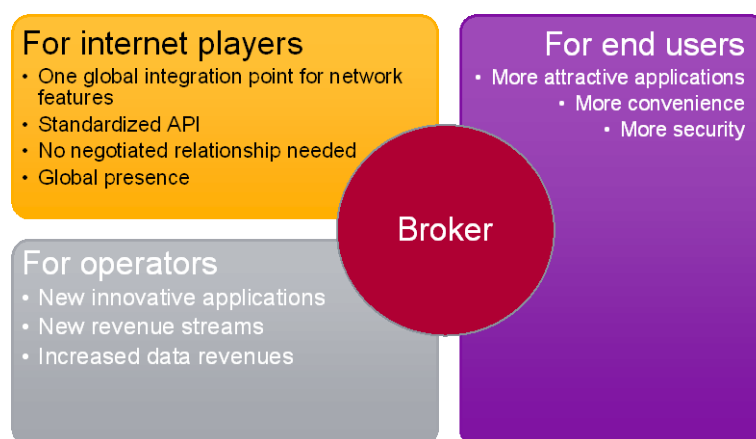 For internet players
• One global integration point for network
features
• Standardized API
• No negotiated relationship needed
• Global presence
For end users
• More attractive applications
• More convenience
• More security
Broker
For operators
• New innovative applications
• New revenue streams
• Increased data revenues